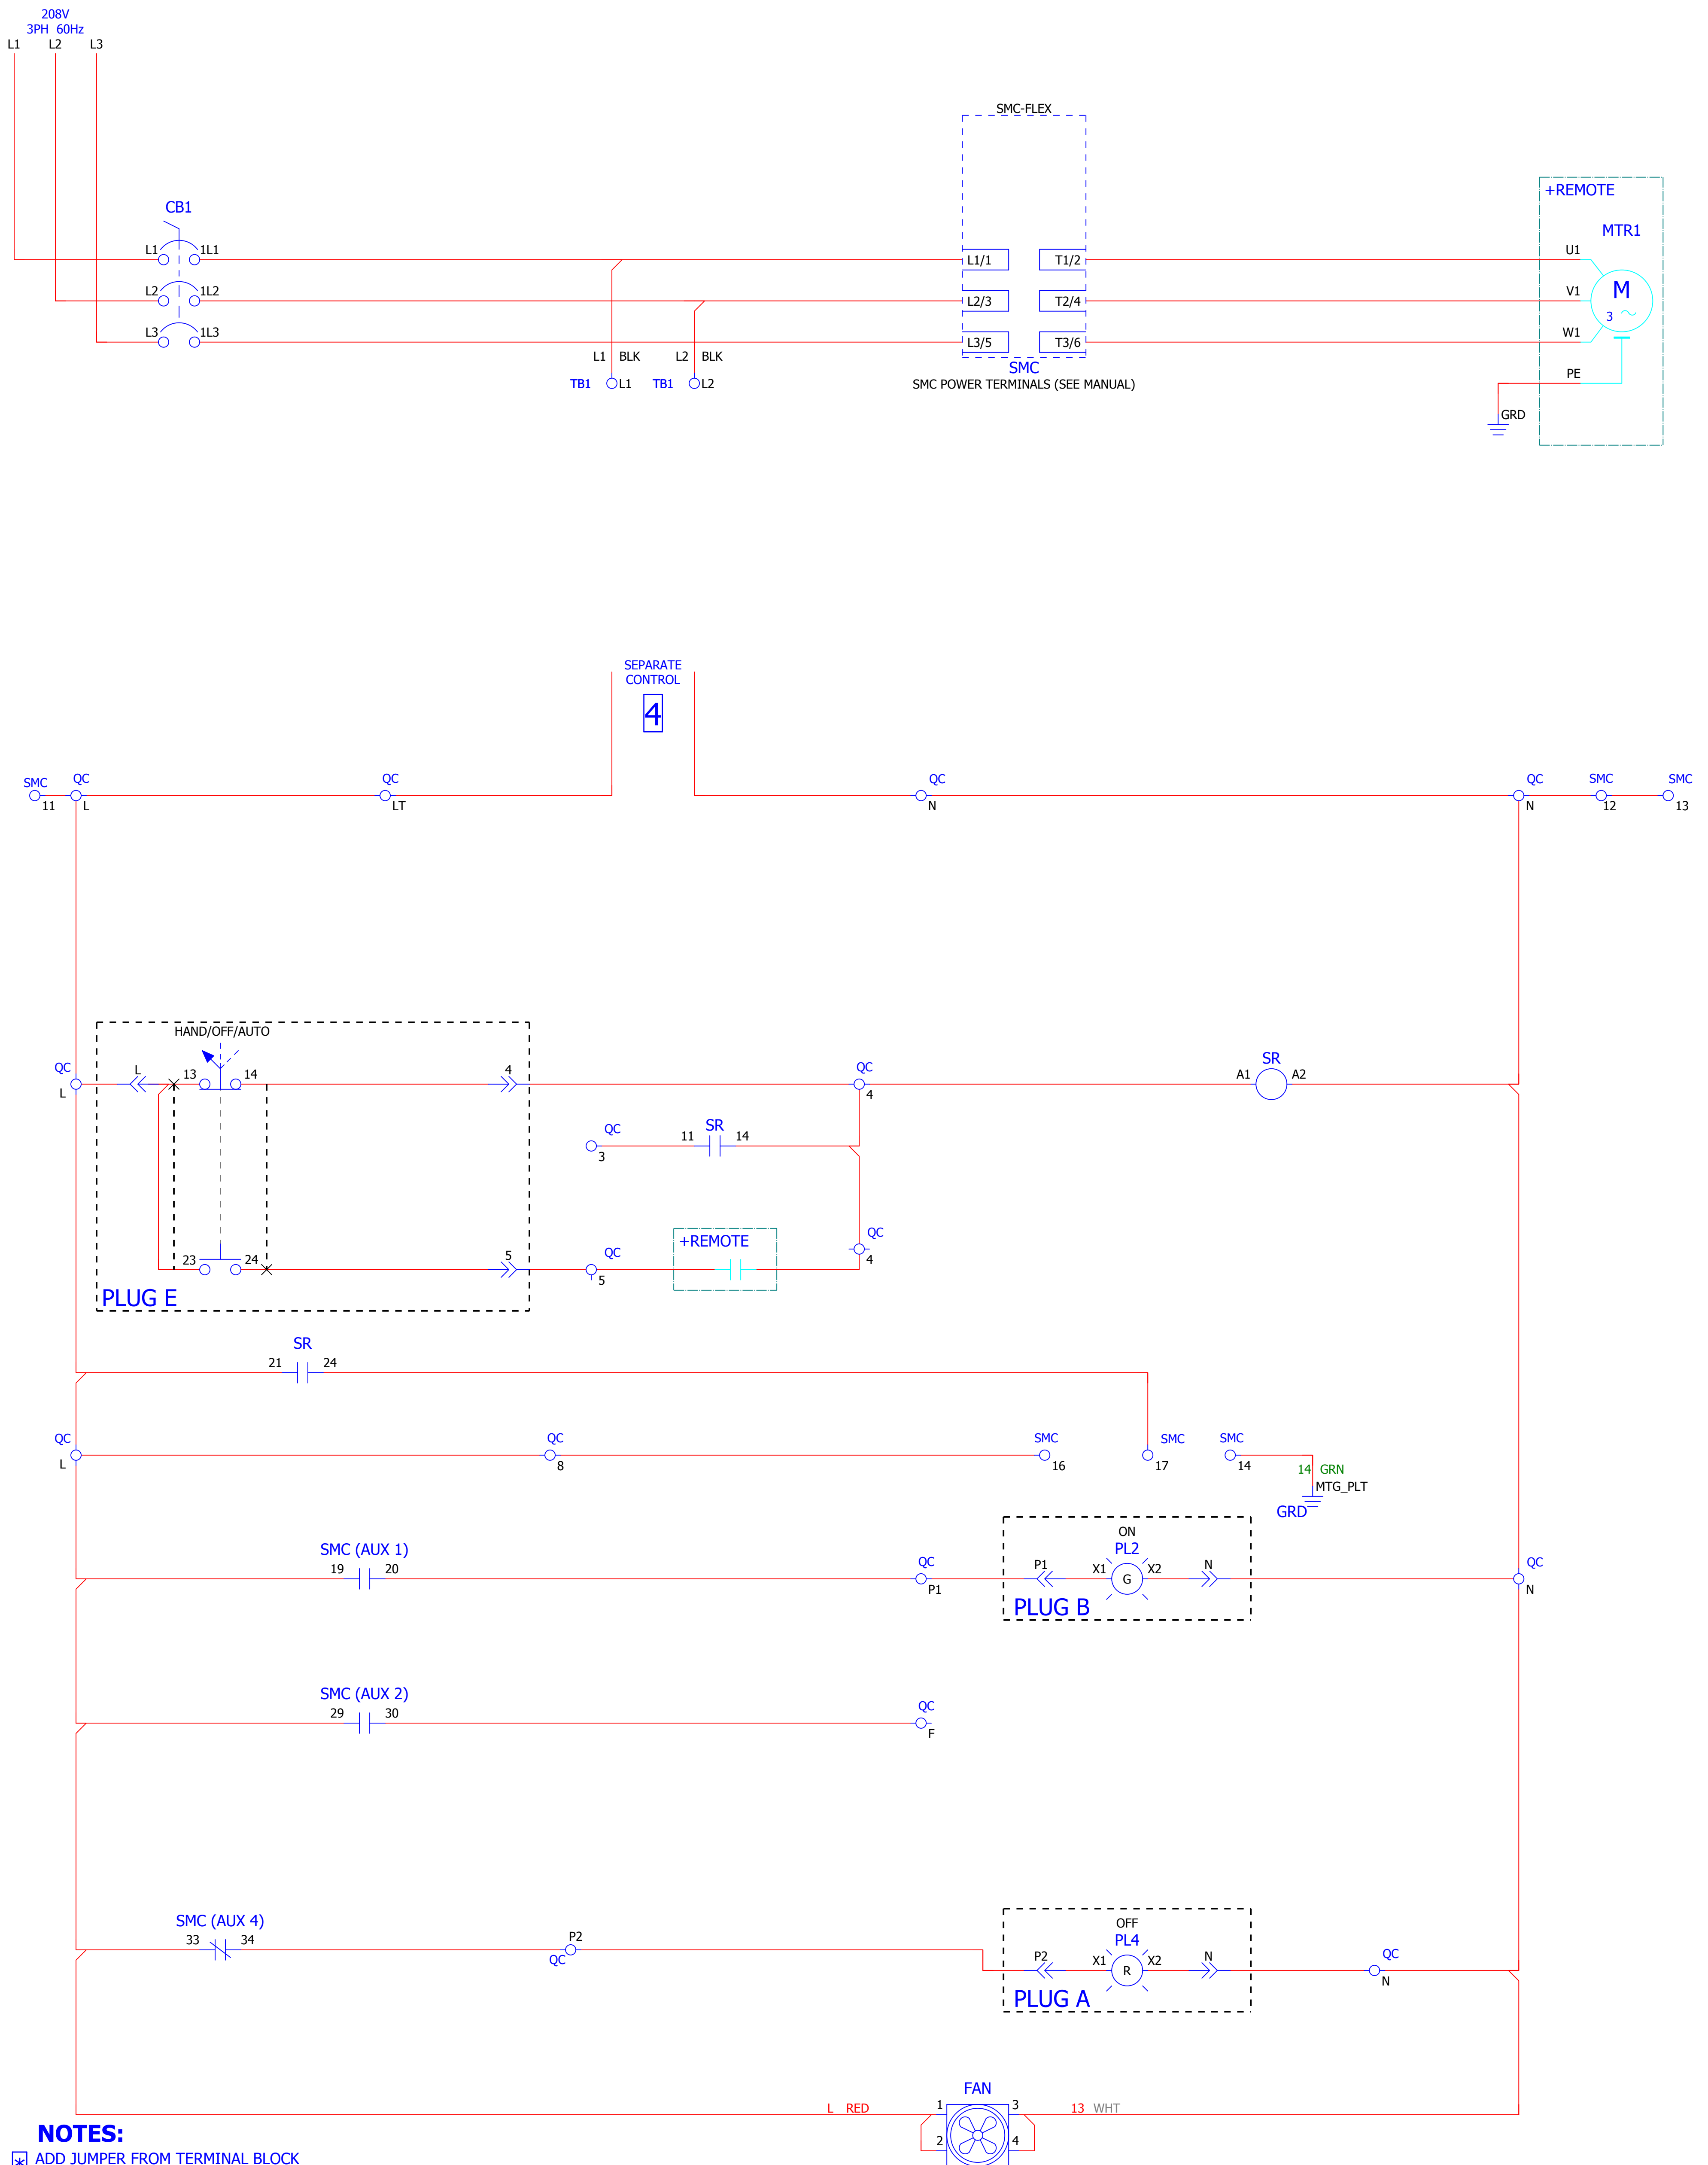 208V
3PH 60Hz
L1 L2 L3
SMC-FLEX
+REMOTE
CB1
MTR1
L1 1L1 L1/1 T1/2 U1
L2 1L2 L2/3 T2/4 V1 M
3
L3 1L3 L3/5 T3/6 W1
L1 BLK L2 BLK
SMC
TB1 L1 TB1 L2 SMC POWER TERMINALS (SEE MANUAL)
PE
GRD
SEPARATE
CONTROL
4
SMC QC QC QC QC SMC SMC
11 L LT N N 12 13
HAND/OFF/AUTO
QC L 13 14 4 QC SR
A1 A2
L 4
QC SR
11 14
3
+REMOTE QC
23 24 5 QC
5 4
PLUG E
SR
21 24
QC QC SMC SMC SMC
L 8 16 17 14
14 GRN
MTG_PLT
GRD
ON
SMC (AUX 1) PL2
19 20 QC P1 X1 G X2 N QC
P1 N
PLUG B
SMC (AUX 2)
29 30 QC
F
SMC (AUX 4) OFF
33 34 P2 PL4
QC P2 X1 R X2 N QC
N
PLUG A
FAN
L RED 1 3 13 WHT
2 4
NOTES:
* ADD JUMPER FROM TERMINAL BLOCK